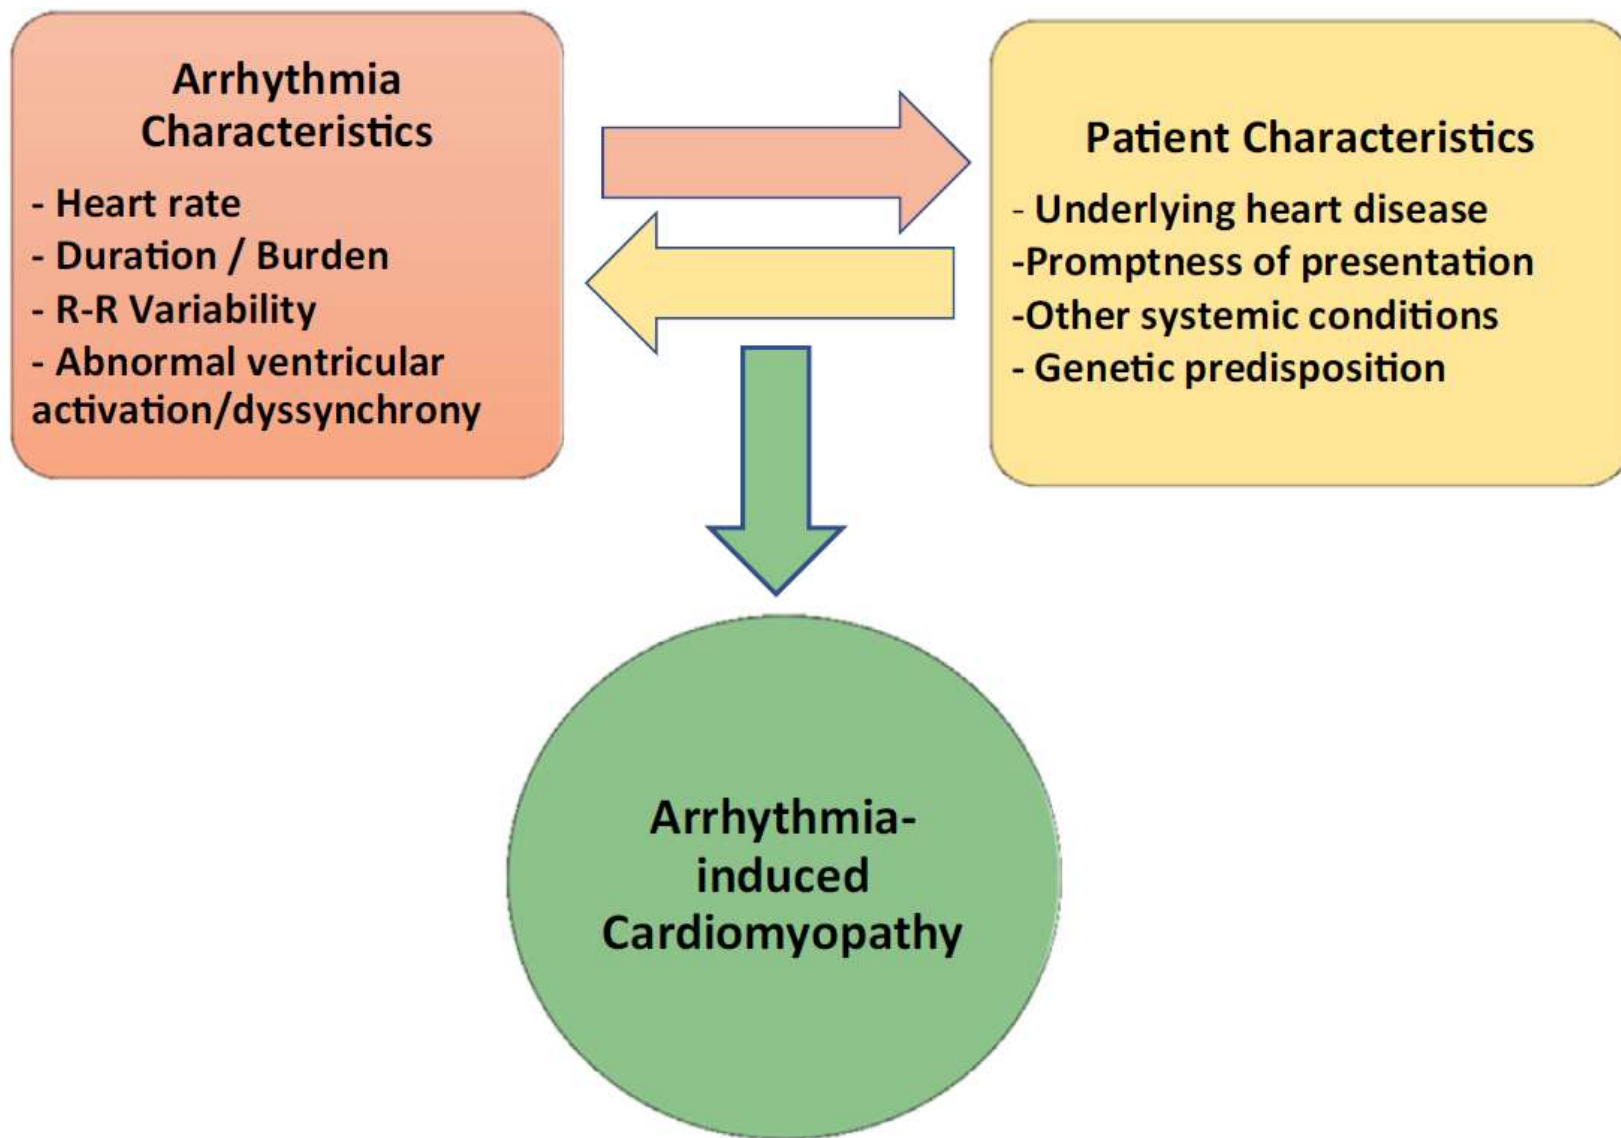 Arrhythmia
Characteristics
- Heart rate
- Duration / Burden
- R-R Variability
- Abnormal ventricular
activation/dyssynchrony
Patient Characteristics
- Underlying heart disease
-Promptness of presentation
-Other systemic conditions
- Genetic predisposition
Arrhythmia-
induced
Cardiomyopathy